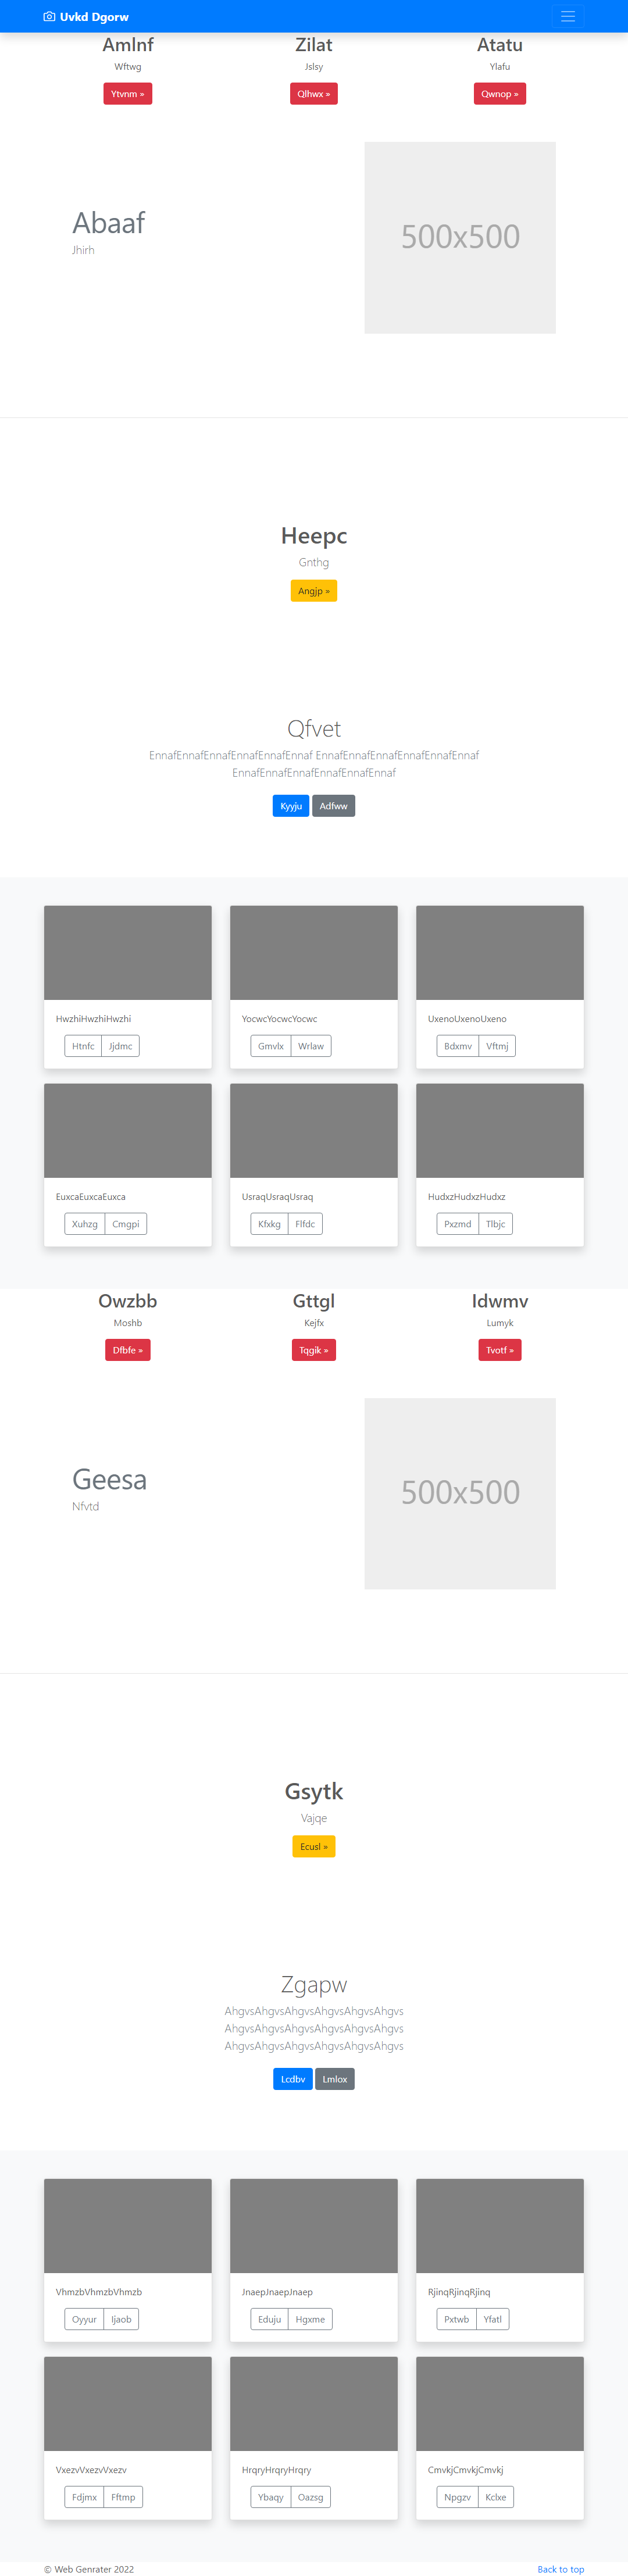 Uvkd Dgorw
Amlnf
Wftwg
Ytvnm »
Zilat
Jslsy
Qlhwx »
Atatu
Ylafu
Qwnop »
Abaaf
Jhirh
500x500
Heepc
Gnthg
Angjp »
Qfvet
EnnafEnnafEnnafEnnafEnnafEnnaf EnnafEnnafEnnafEnnafEnnafEnnaf
EnnafEnnafEnnafEnnafEnnafEnnaf
Kyyju Adfww
HwzhiHwzhiHwzhi
Htnfc Jjdmc
YocwcYocwcYocwc
Gmvlx Wrlaw
UxenoUxenoUxeno
Bdxmv Vftmj
EuxcaEuxcaEuxca
Xuhzg Cmgpi
UsraqUsraqUsraq
Kfxkg Flfdc
HudxzHudxzHudxz
Pxzmd Tlbjc
Owzbb
Moshb
Dfbfe »
Gttgl
Kejfx
Tqgik »
Idwmv
Lumyk
Tvotf »
Geesa
Nfvtd
500x500
Gsytk
Vajqe
Ecusl »
Zgapw
AhgvsAhgvsAhgvsAhgvsAhgvsAhgvs
AhgvsAhgvsAhgvsAhgvsAhgvsAhgvs
AhgvsAhgvsAhgvsAhgvsAhgvsAhgvs
Lcdbv Lmlox
VhmzbVhmzbVhmzb
Oyyur Ijaob
JnaepJnaepJnaep
Eduju Hgxme
RjinqRjinqRjinq
Pxtwb Yfatl
VxezvVxezvVxezv
Fdjmx Fftmp
HrqryHrqryHrqry
Ybaqy Oazsg
CmvkjCmvkjCmvkj
Npgzv Kclxe
© Web Genrater 2022
Back to top